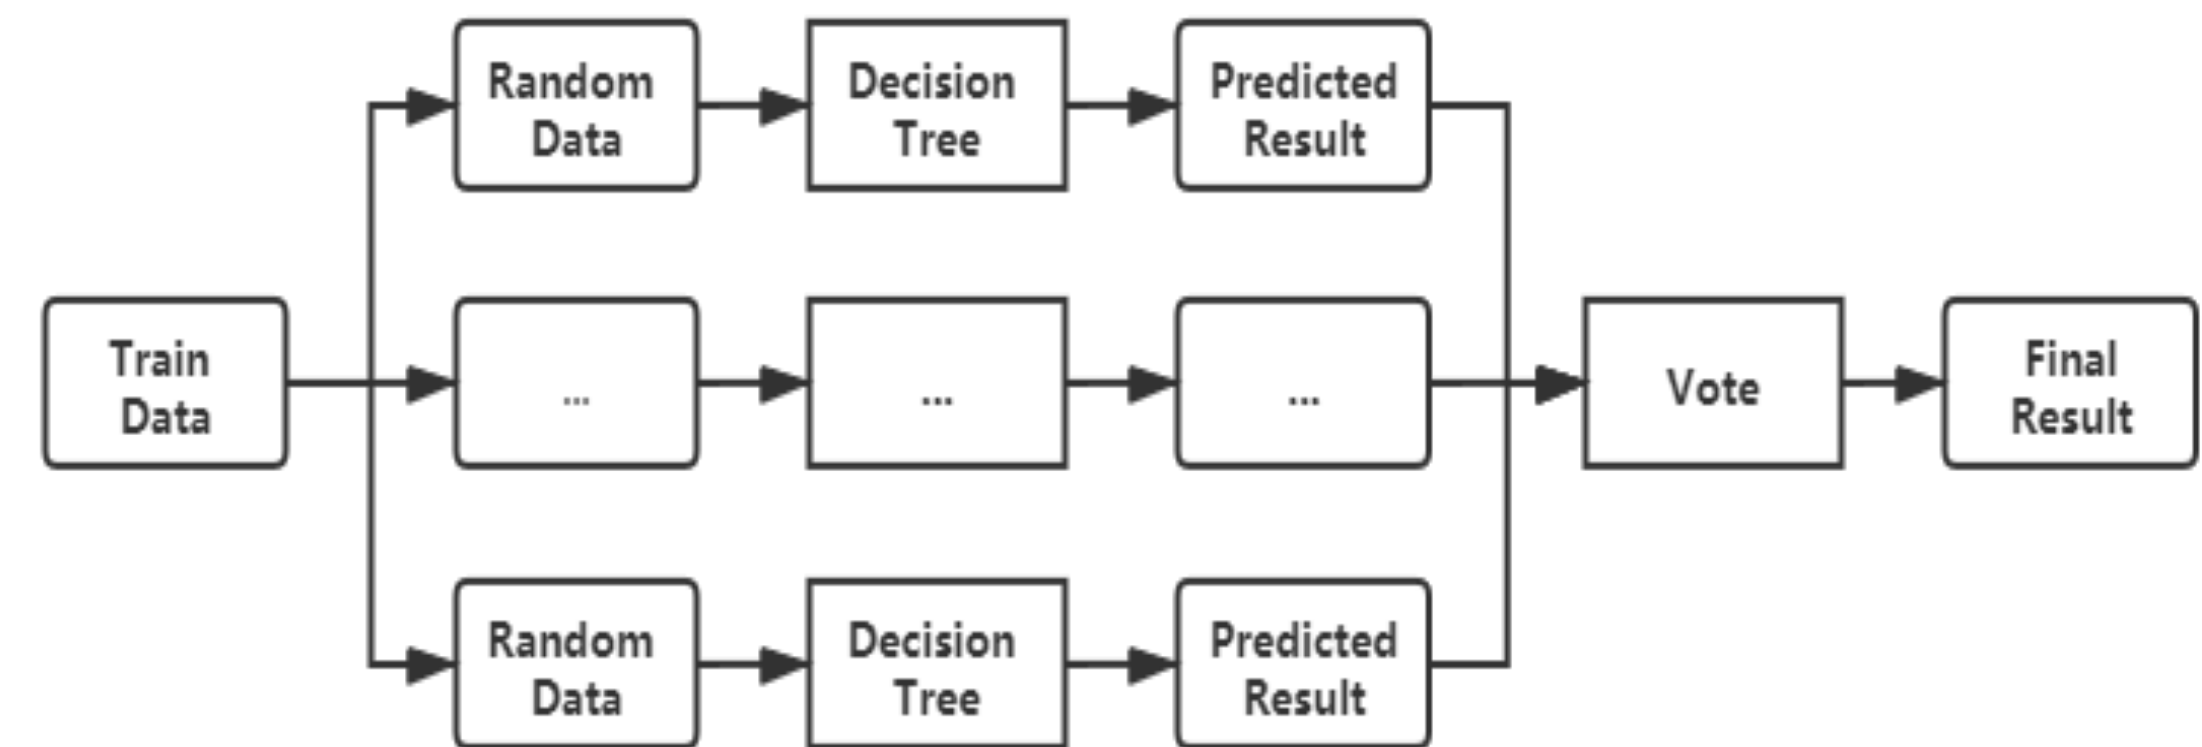 Random
Data
Decision
Tree
Predicted
Result
Train
Data
...
...
...
Vote
Final
Result
Random
Data
Decision
Tree
Predicted
Result